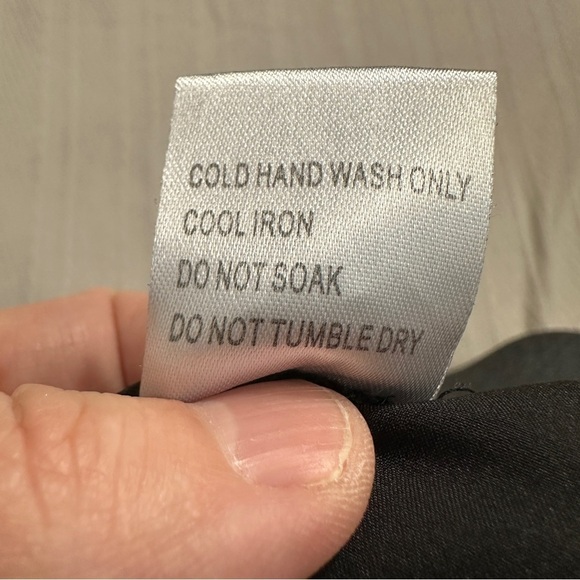 COLD HAND WASH ONLY
COOL IRON
DO NOT SOAK
DO NOT TUMBLE DRY